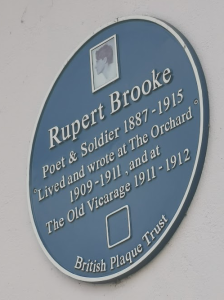 Rupert Brooke
Poet & Soldier 1887-1915
"Lived and wrote at The Orchard"
1909-1911, and at
The Old Vicarage 1911-1912
British Plaque Trust